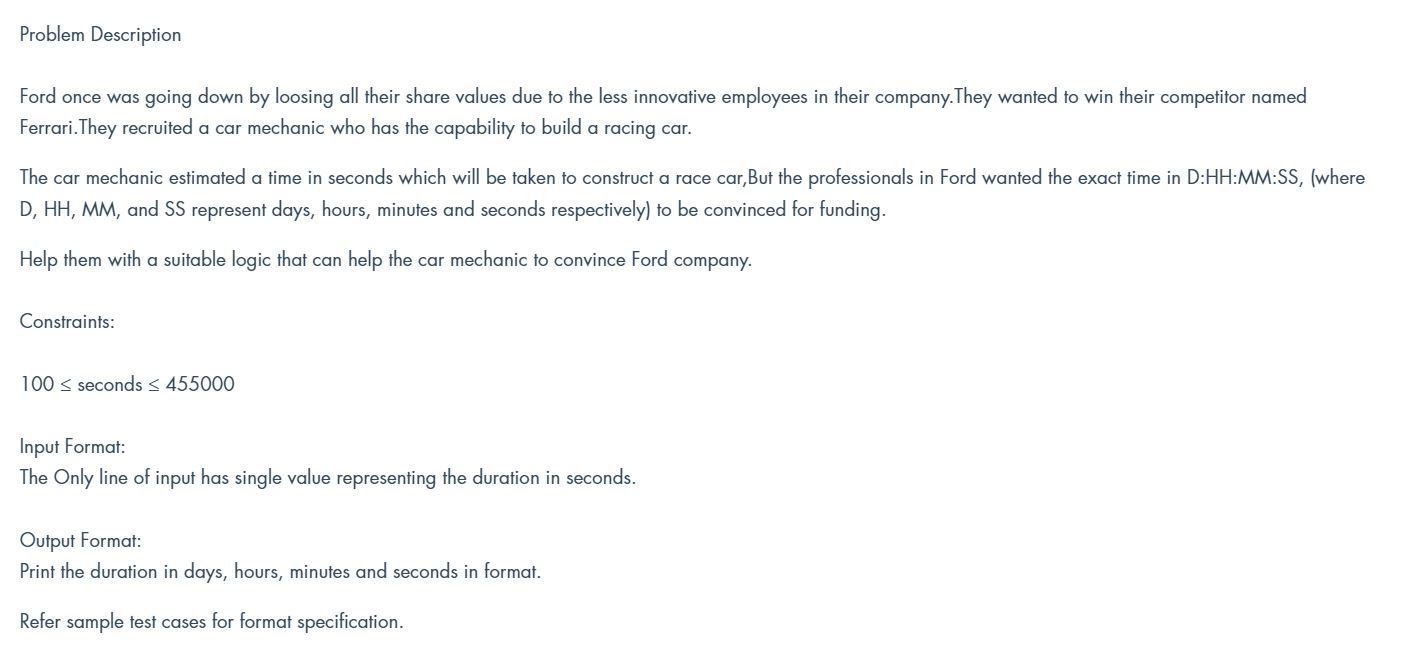 Problem Description
Ford once was going down by loosing all their share values due to the less innovative employees in their company.They wanted to win their competitor named
Ferrari.They recruited a car mechanic who has the capability to build a racing car.
The car mechanic estimated a time in seconds which will be taken to construct a race car,But the professionals in Ford wanted the exact time in D:HH:MM:SS, (where
D, HH, MM, and SS represent days, hours, minutes and seconds respectively) to be convinced for funding.
Help them with a suitable logic that can help the car mechanic to convince Ford company.
Constraints:
100 ≤ seconds ≤ 455000
Input Format:
The Only line of input has single value representing the duration in seconds.
Output Format:
Print the duration in days, hours, minutes and seconds in format.
Refer sample test cases for format specification.